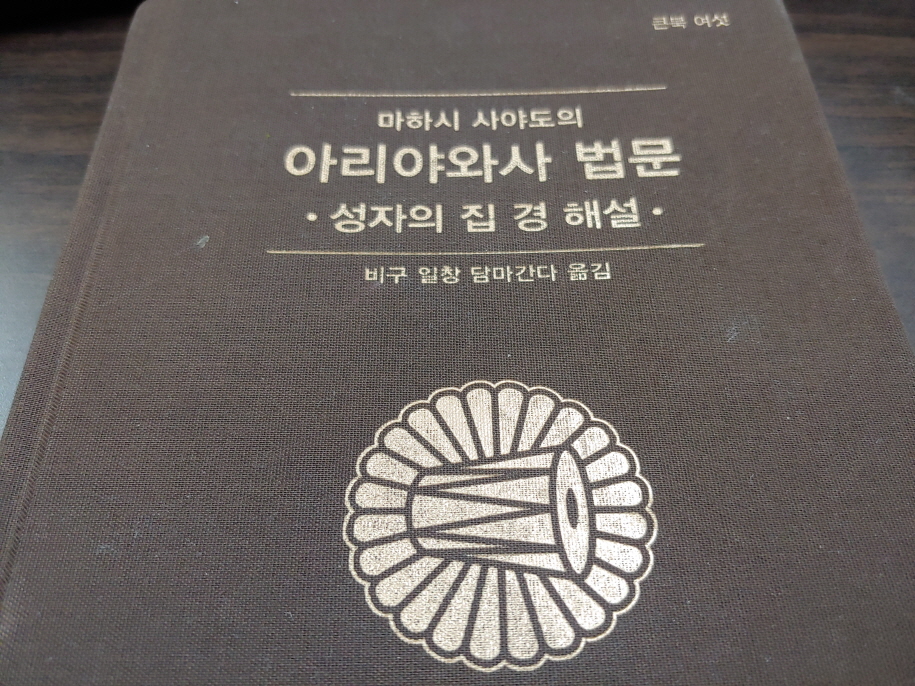 큰북 여섯
마하시 사야도의
아리야와사 법문
· 성자의 집 경 해설 ·
비구 일창 담마간다 옮김